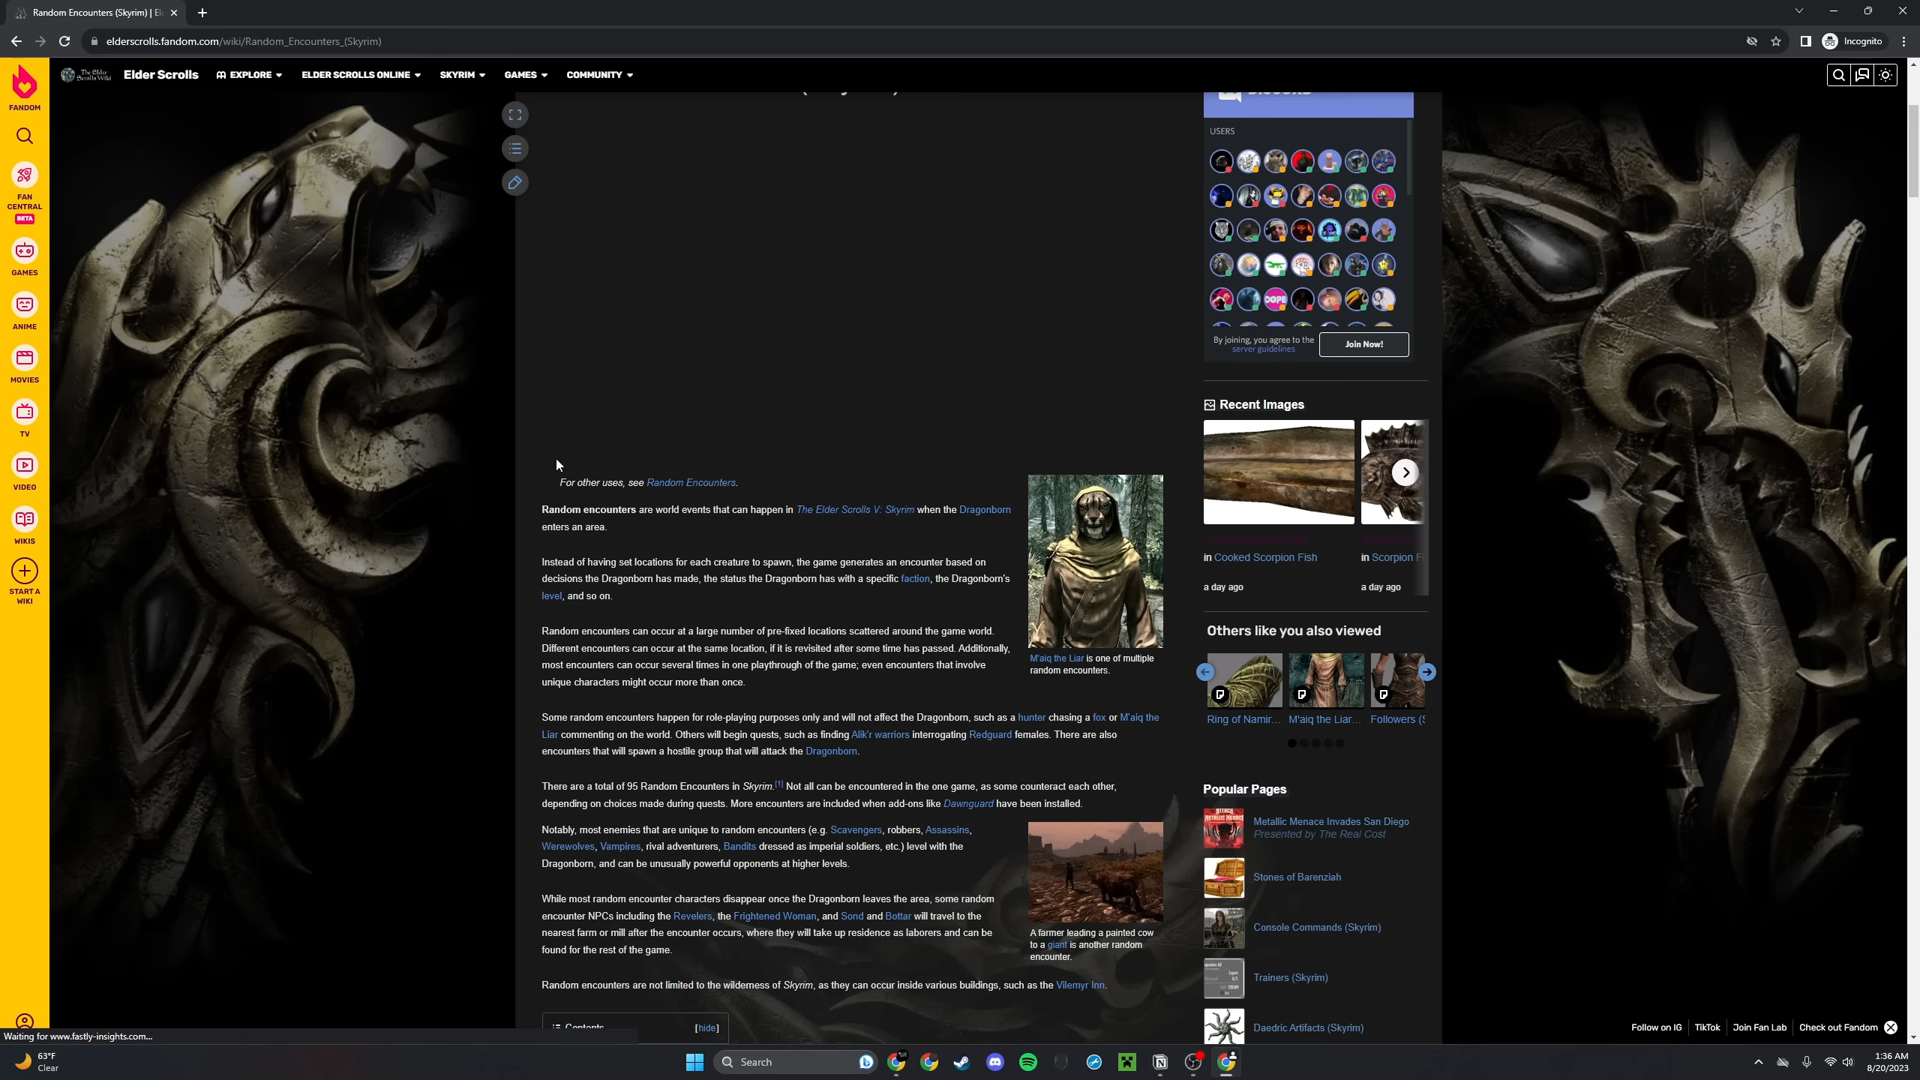 Random Encounters (Skyrim) | El
elderscrolls.fandom.com/wiki/Random_Encounters_(Skyrim)
Incognito
FANDOM
The Elder Scrolls Wiki
Elder Scrolls
EXPLORE
ELDER SCROLLS ONLINE
SKYRIM
GAMES
COMMUNITY
FAN CENTRAL
BETA
GAMES
ANIME
MOVIES
TV
VIDEO
WIKIS
START A WIKI
For other uses, see Random Encounters.
Random encounters are world events that can happen in The Elder Scrolls V: Skyrim when the Dragonborn
enters an area.
Instead of having set locations for each creature to spawn, the game generates an encounter based on
decisions the Dragonborn has made, the status the Dragonborn has with a specific faction, the Dragonborn's
level, and so on.
Random encounters can occur at a large number of pre-fixed locations scattered around the game world.
Different encounters can occur at the same location, if it is revisited after some time has passed. Additionally,
most encounters can occur several times in one playthrough of the game; even encounters that involve
unique characters might occur more than once.
M'aiq the Liar is one of multiple
random encounters.
Some random encounters happen for role-playing purposes only and will not affect the Dragonborn, such as a hunter chasing a fox or M'aiq the
Liar commenting on the world. Others will begin quests, such as finding Alik'r warriors interrogating Redguard females. There are also
encounters that will spawn a hostile group that will attack the Dragonborn.
There are a total of 95 Random Encounters in Skyrim.[1] Not all can be encountered in the one game, as some counteract each other,
depending on choices made during quests. More encounters are included when add-ons like Dawnguard have been installed.
Notably, most enemies that are unique to random encounters (e.g. Scavengers, robbers, Assassins,
Werewolves, Vampires, rival adventurers, Bandits dressed as imperial soldiers, etc.) level with the
Dragonborn, and can be unusually powerful opponents at higher levels.
While most random encounter characters disappear once the Dragonborn leaves the area, some random
encounter NPCs including the Revelers, the Frightened Woman, and Sond and Bottar will travel to the
nearest farm or mill after the encounter occurs, where they will take up residence as laborers and can be
found for the rest of the game.
A farmer leading a painted cow
to a giant is another random
encounter.
Random encounters are not limited to the wilderness of Skyrim, as they can occur inside various buildings, such as the Vilemyr Inn.
Contents [hide]
USERS
DOPE
By joining, you agree to the
server guidelines
Join Now!
Recent Images
in Cooked Scorpion Fish
in Scorpion F
a day ago
a day ago
Others like you also viewed
Ring of Namir...
M'aiq the Liar...
Followers (S
Popular Pages
Metallic Menace Invades San Diego
Presented by The Real Cost
Stones of Barenziah
Console Commands (Skyrim)
Trainers (Skyrim)
Daedric Artifacts (Skyrim)
Follow on IG
TikTok
Join Fan Lab
Check out Fandom
Waiting for www.fastly-insights.com...
63°F
Clear
Search
1:36 AM
8/20/2023